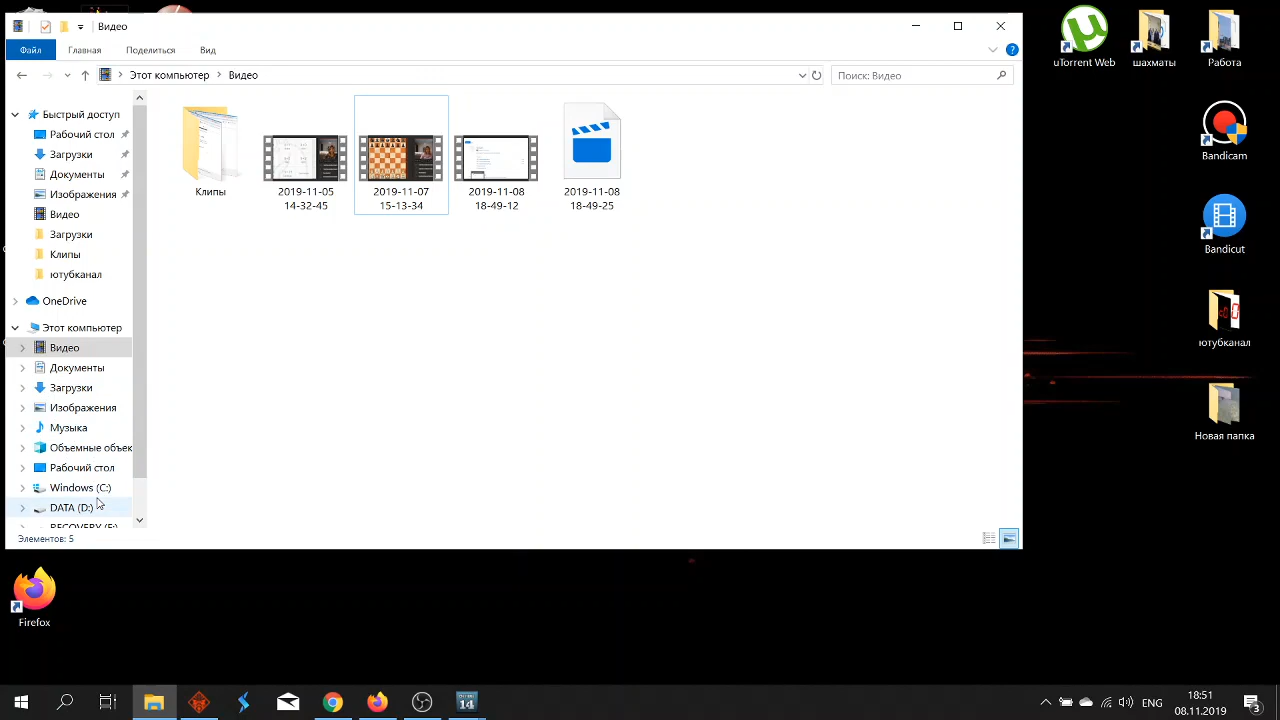 Видео
Файл
Главная
Поделиться
Вид
Этот компьютер
Видео
Поиск: Видео
Быстрый доступ
Рабочий стол
Загрузки
Документы
Изображения
Видео
Загрузки
Клипы
ютубканал
OneDrive
Этот компьютер
Видео
Документы
Загрузки
Изображения
Музыка
Объемные объек
Рабочий стол
Windows (C:)
DATA (D:)
RECOVERY (E:)
Клипы
2019-11-05
14-32-45
2019-11-07
15-13-34
2019-11-08
18-49-12
2019-11-08
18-49-25
Элементов: 5
uTorrent Web
шахматы
Работа
Bandicam
Bandicut
ютубканал
Новая папка
Firefox
14
ENG
18:51
08.11.2019
3